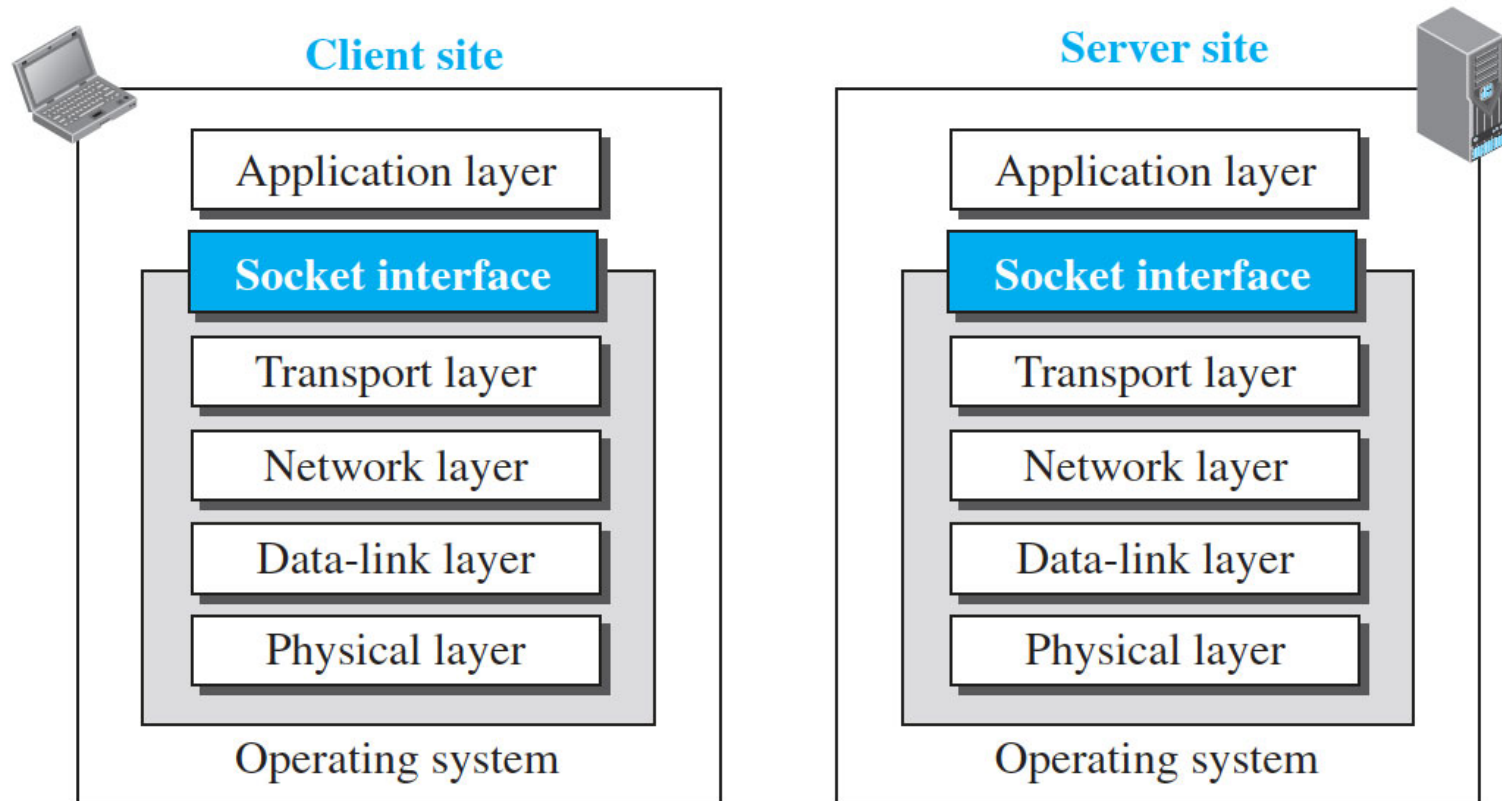 Client site
Application layer
Socket interface
Transport layer
Network layer
Data-link layer
Physical layer
Operating system
Server site
Application layer
Socket interface
Transport layer
Network layer
Data-link layer
Physical layer
Operating system